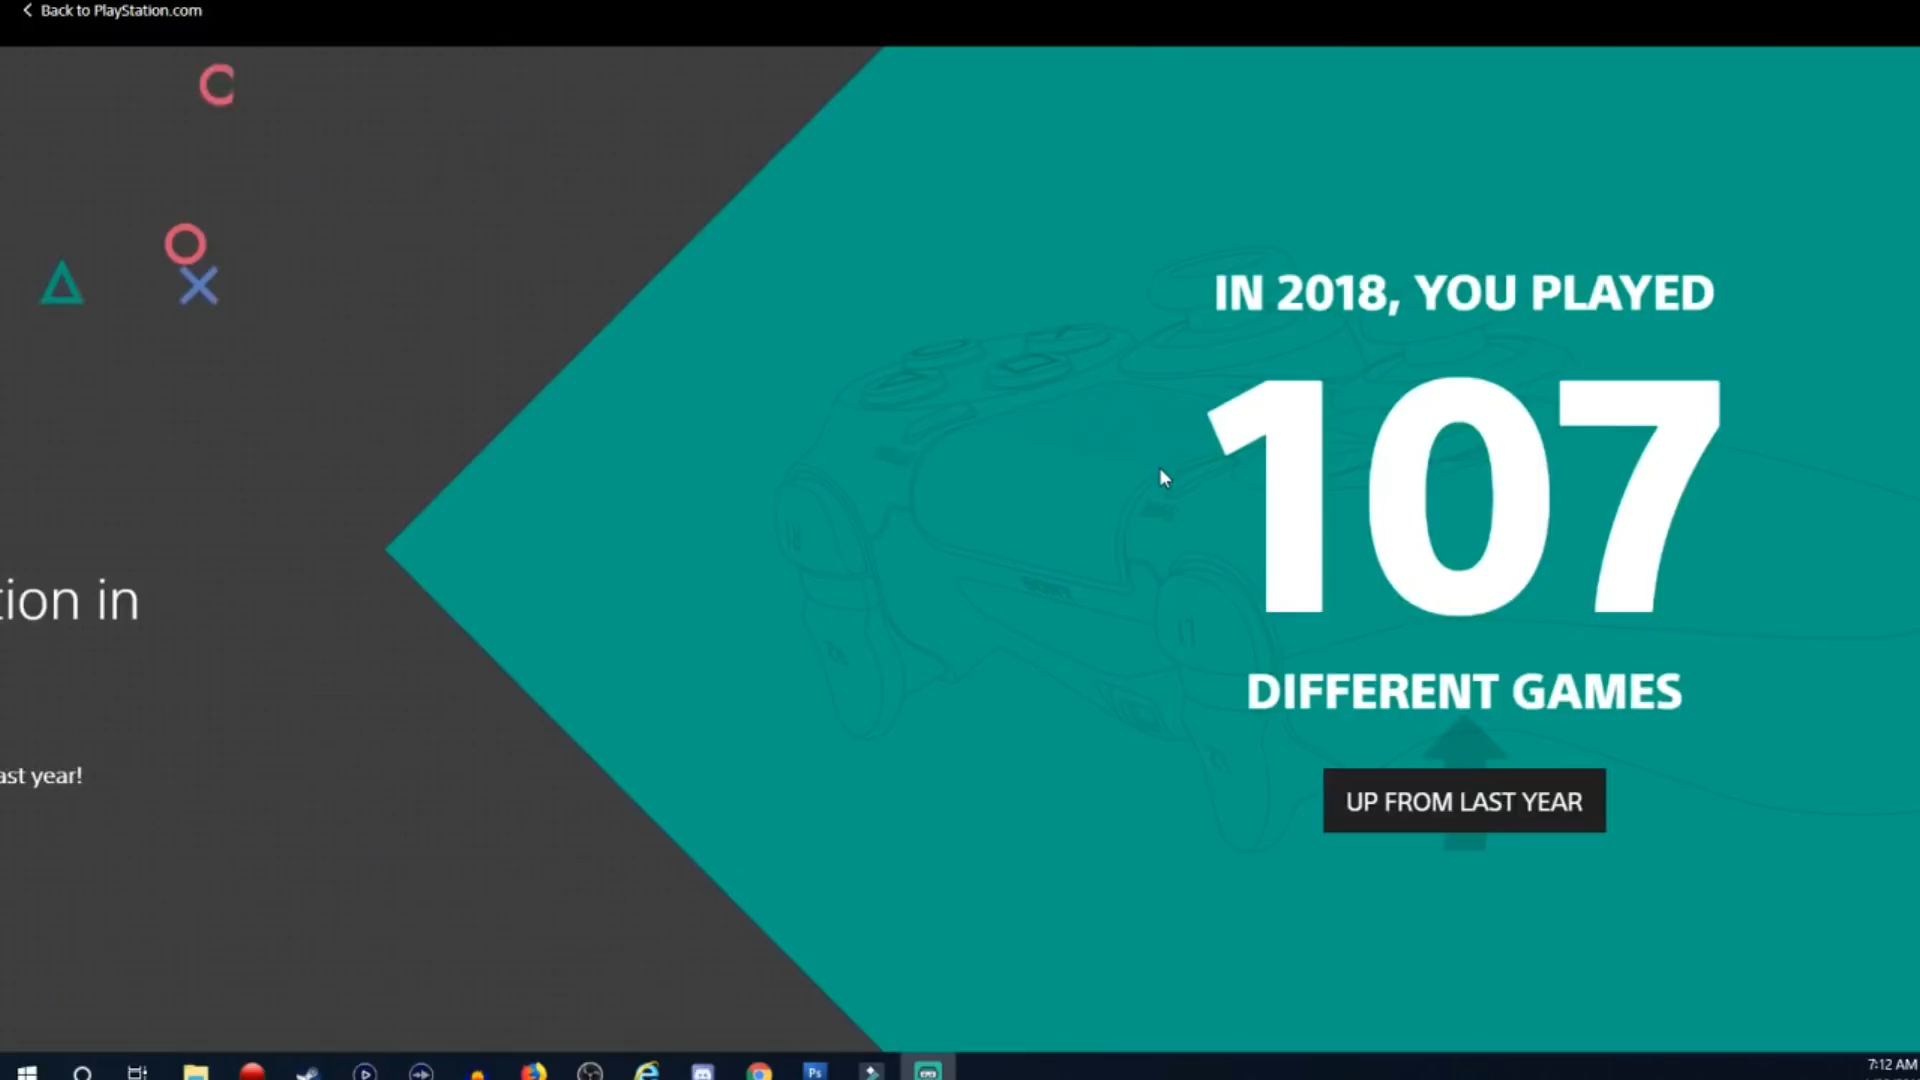 Back to PlayStation.com
IN 2018, YOU PLAYED
107
tion in
DIFFERENT GAMES
ast year!
UP FROM LAST YEAR
Ps
7:12 AM